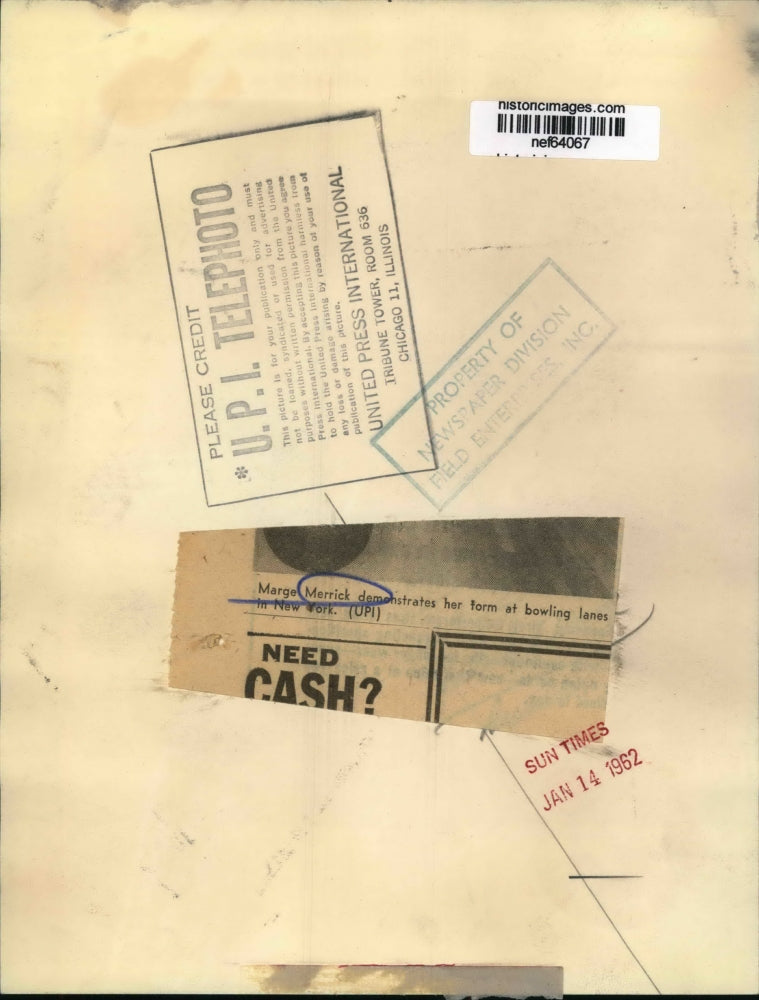 historicimages.com
nef64067
PLEASE CREDIT
* U.P.I. TELEPHOTO
This picture is for your publication only and must
not be loaned, syndicated or used for advertising
purposes without written permission from the United
Press International. By accepting this picture you agree
to hold the United Press International harmless from
any loss or damage arising by reason of your use of
publication of this picture.
UNITED PRESS INTERNATIONAL
TRIBUNE TOWER, ROOM 636
CHICAGO 11, ILLINOIS
PROPERTY OF
NEWSPAPER DIVISION
FIELD ENTERPRISES, INC.
Marge Merrick demonstrates her form at bowling lanes
in New York. (UPI)
NEED
CASH?
SUN TIMES
JAN 14 1962